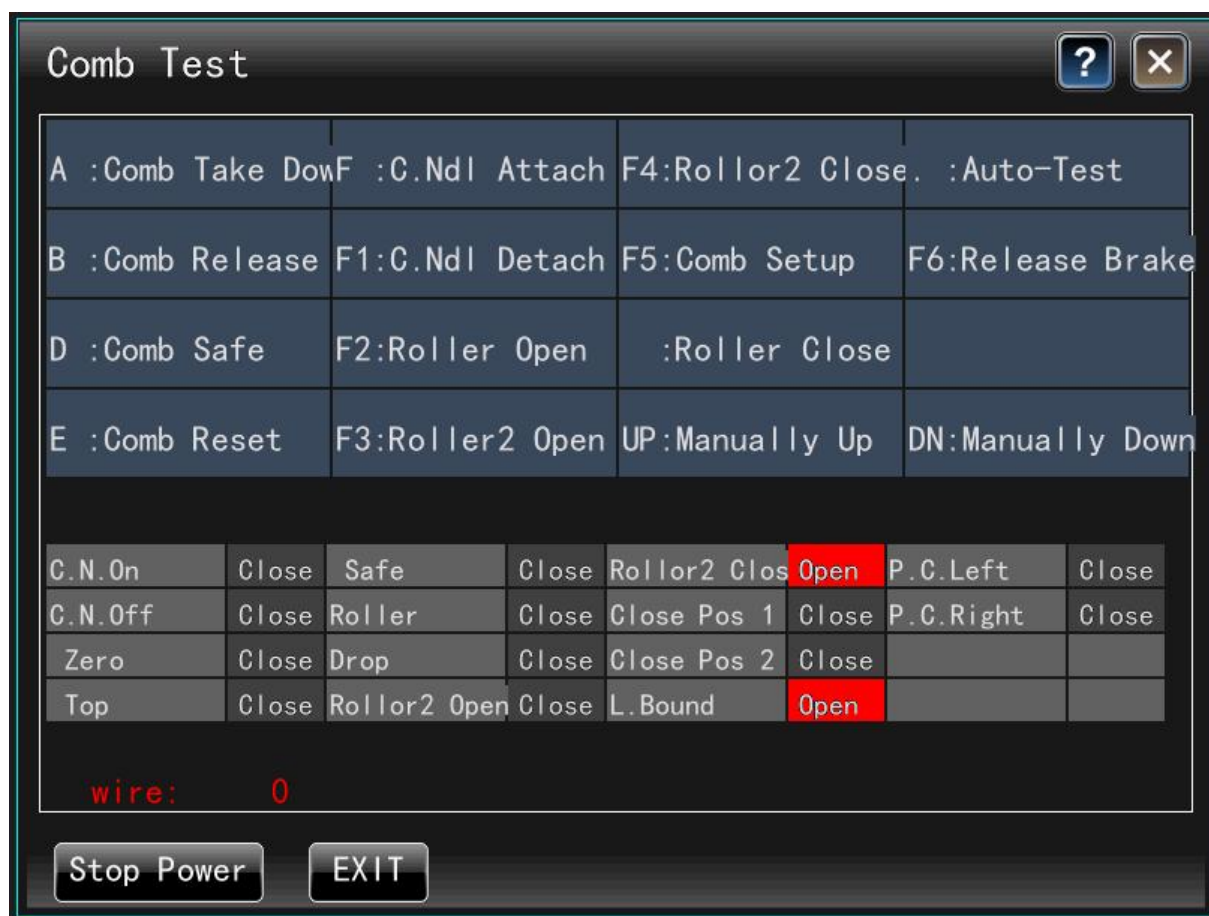 Comb Test ?
A :Comb Take Dow F :C.Ndl Attach F4:Rollor2 Close . :Auto-Test
B :Comb Release F1:C.Ndl Detach F5:Comb Setup F6:Release Brake
D :Comb Safe F2:Roller Open :Roller Close
E :Comb Reset F3:Roller2 Open UP:Manually Up DN:Manually Down
C.N.On Close Safe Close Rollor2 Clos Open P.C.Left Close
C.N.Off Close Roller Close Close Pos 1 Close P.C.Right Close
Zero Close Drop Close Close Pos 2 Close
Top Close Rollor2 Open Close L.Bound Open
wire: 0
Stop Power EXIT